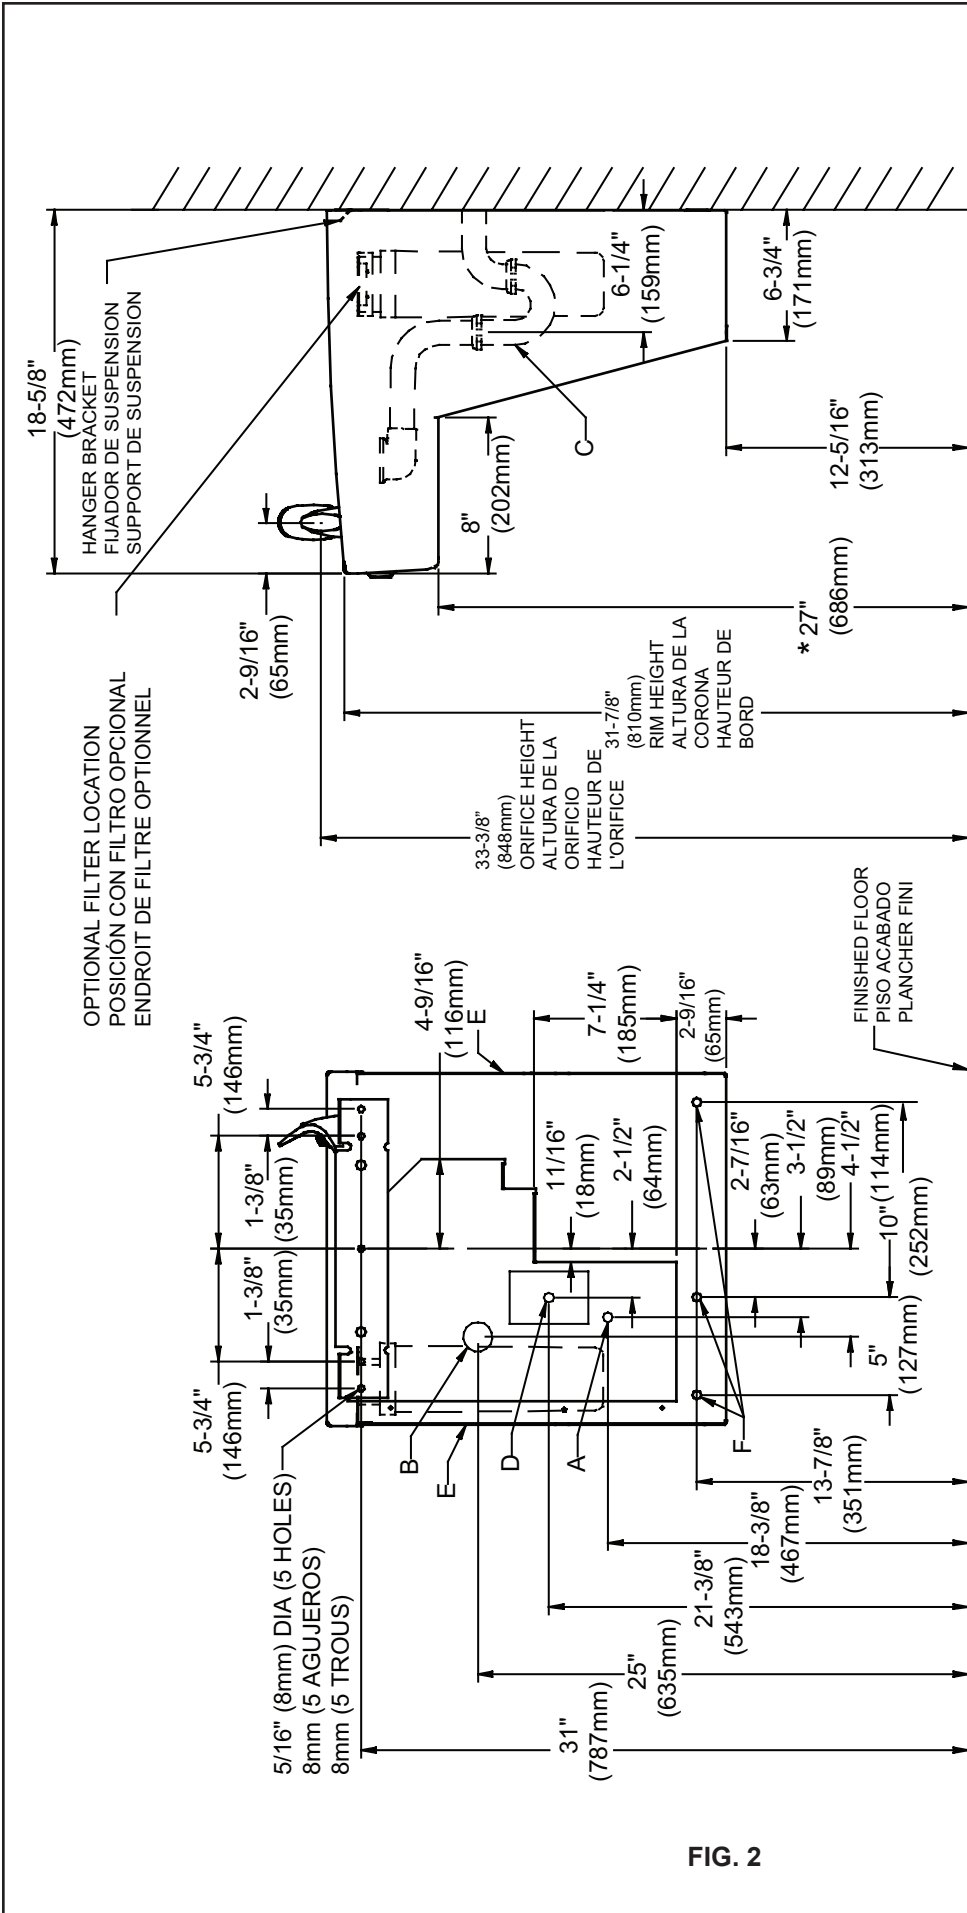 18-5/8"
(472mm)
HANGER BRACKET
FIJADOR DE SUSPENSION
SUPPORT DE SUSPENSION
2-9/16"
(65mm)
OPTIONAL FILTER LOCATION
POSICIÓN CON FILTRO OPCIONAL
ENDROIT DE FILTRE OPTIONNEL
6-1/4"
(159mm)
6-3/4"
(171mm)
C
8"
(202mm)
12-5/16"
(313mm)
*27"
(686mm)
31-7/8"
(810mm)
RIM HEIGHT
ALTURA DE LA
CORONA
HAUTEUR DE
BORD
33-3/8"
(848mm)
ORIFICE HEIGHT
ALTURA DE LA
ORIFICIO
HAUTEUR DE
L'ORIFICE
FINISHED FLOOR
PISO ACABADO
PLANCHER FINI
5-3/4"
(146mm)
1-3/8"
(35mm)
1-3/8"
(35mm)
5-3/4"
(146mm)
4-9/16"
(116mm)
E
7-1/4"
(185mm)
2-9/16"
(65mm)
11/16"
(18mm)
2-1/2"
(64mm)
2-7/16"
(63mm)
3-1/2"
(89mm)
4-1/2"
(114mm)
10"
(252mm)
5"
(127mm)
B
E
D
A
F
5/16" (8mm) DIA (5 HOLES)
8mm (5 AGUJEROS)
8mm (5 TROUS)
13-7/8"
(351mm)
18-3/8"
(467mm)
21-3/8"
(543mm)
25"
(635mm)
31"
(787mm)
FIG. 2